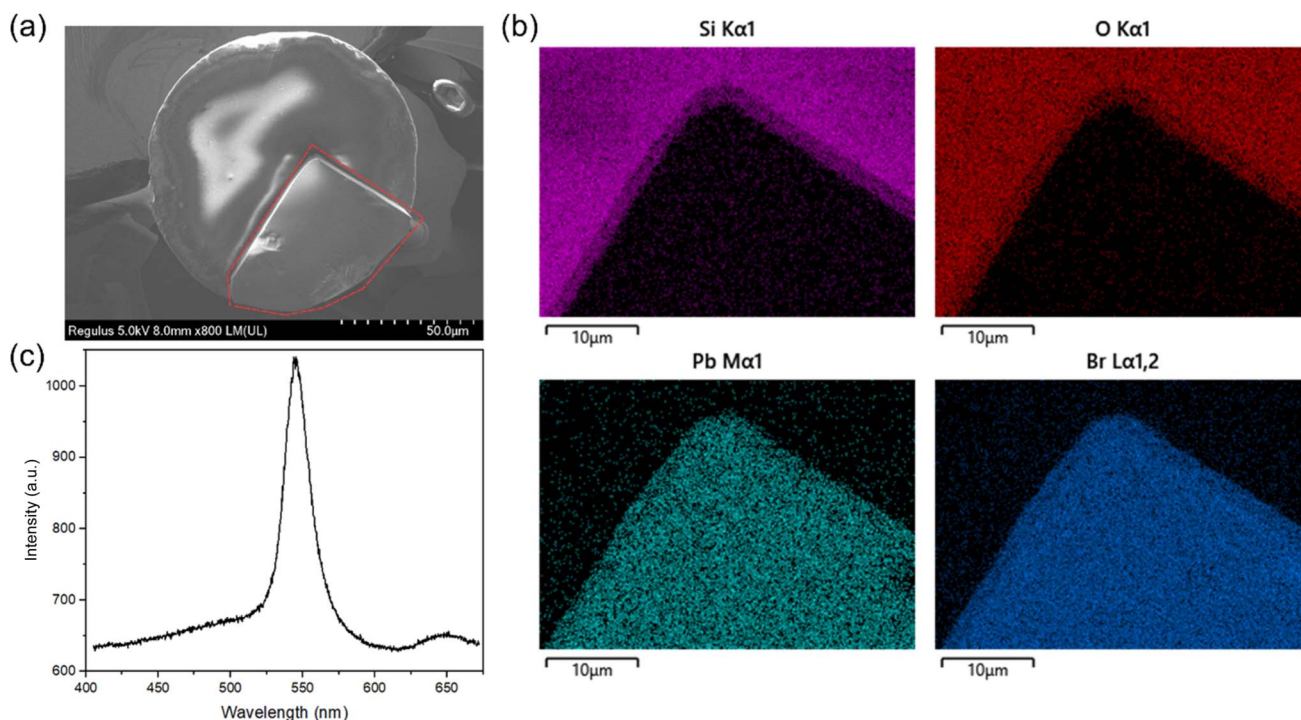 (a)
Regulus 5.0kV 8.0mm x800 LM(UL)
50.0μm
(b)
Si Kα1
O Kα1
10μm
10μm
Pb Mα1
Br Lα1,2
10μm
10μm
(c)
1000
900
800
700
600
Intensity (a.u.)
400
450
500
550
600
650
Wavelength (nm)